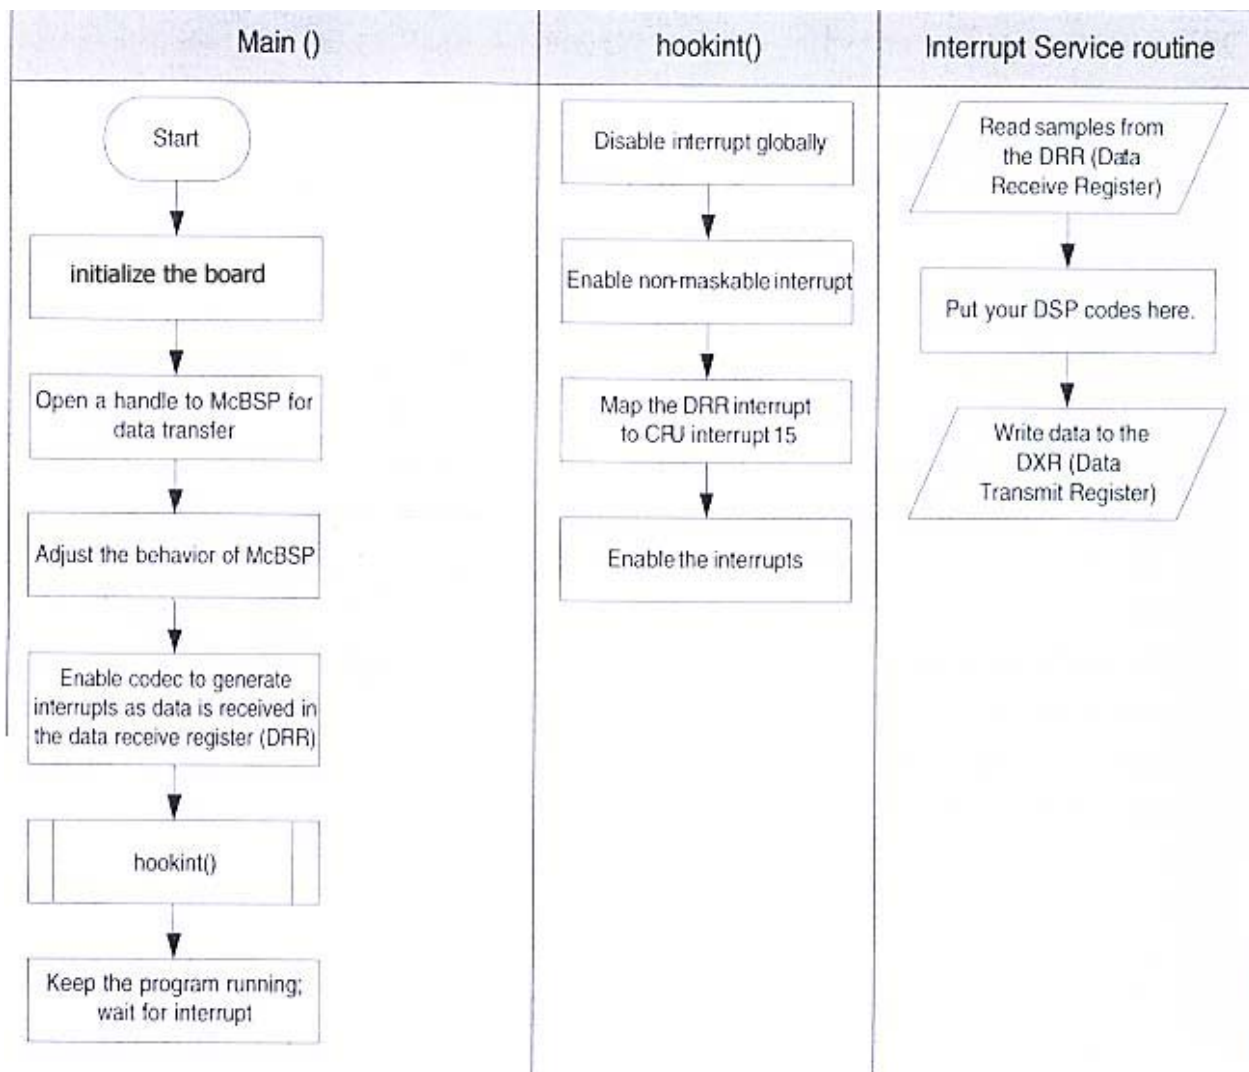 Main ()
Start
initialize the board
Open a handle to McBSP for
data transfer
Adjust the behavior of McBSP
Enable codec to generate
interrupts as data is received in
the data receive register (DRR)
hookint()
Keep the program running;
wait for interrupt
hookint()
Disable interrupt globally
Enable non-maskable interrupt
Map the DRR interrupt
to CPU interrupt 15
Enable the interrupts
Interrupt Service routine
Read samples from
the DRR (Data
Receive Register)
Put your DSP codes here.
Write data to the
DXR (Data
Transmit Register)